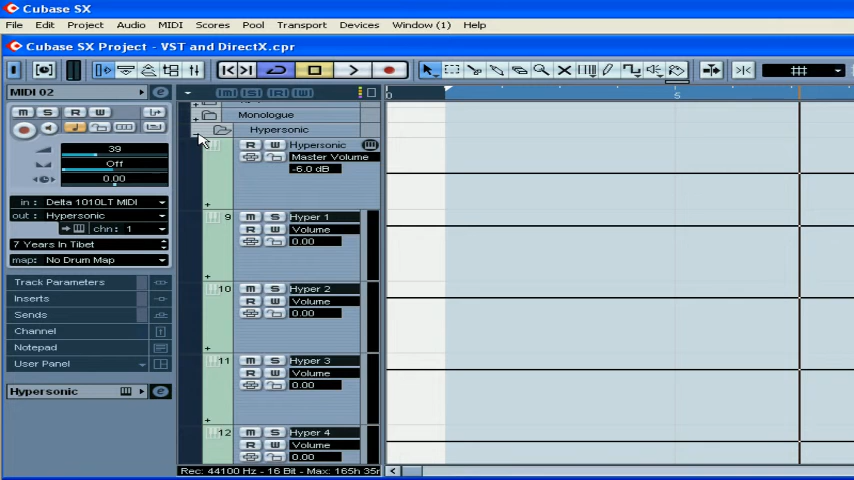 Cubase SX
File Edit Project Audio MIDI Scores Pool Transport Devices Window (1) Help
Cubase SX Project - VST and DirectX.cpr
MIDI 02
M S R W
39
Off
0.00
in : Delta 1010LT MIDI
out : Hypersonic
chn: 1
7 Years In Tibet
map: No Drum Map
Track Parameters
Inserts
Sends
Channel
Notepad
User Panel
Hypersonic
0 5
Monologue
Hypersonic
R W Hypersonic
Master Volume
-6.0 dB
9 M S Hyper 1
R W Volume
0.00
10 M S Hyper 2
R W Volume
0.00
11 M S Hyper 3
R W Volume
0.00
12 M S Hyper 4
R W Volume
0.00
Rec: 44100 Hz - 16 Bit - Max: 165h